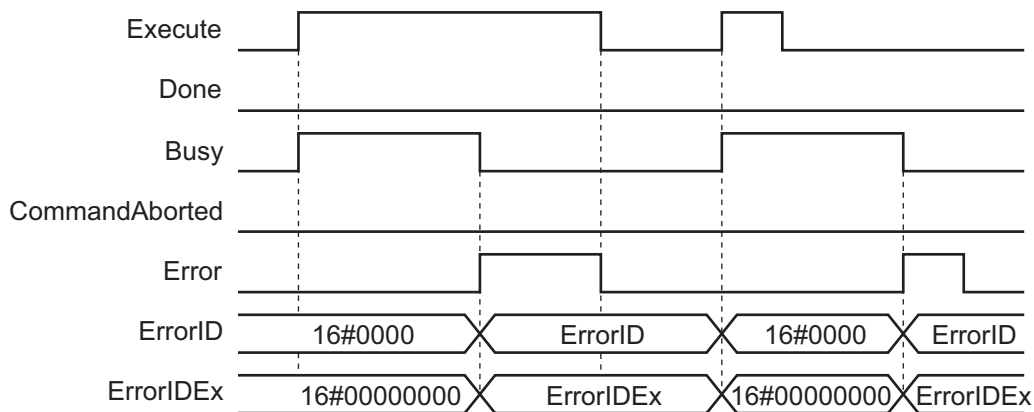 Execute
Done
Busy
CommandAborted
Error
ErrorID 16#0000 ErrorID 16#0000 ErrorID
ErrorIDEx 16#00000000 ErrorIDEx 16#00000000 ErrorIDEx